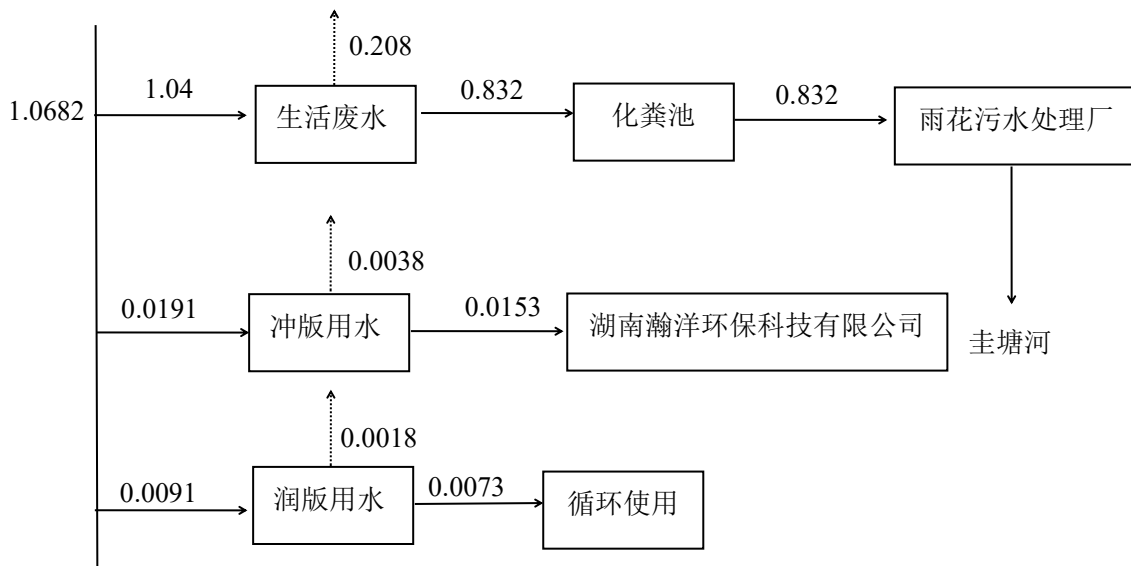 0.208
1.0682
1.04
生活废水
0.832
化粪池
0.832
雨花污水处理厂
0.0038
0.0191
冲版用水
0.0153
湖南瀚洋环保科技有限公司
圭塘河
0.0018
0.0091
润版用水
0.0073
循环使用